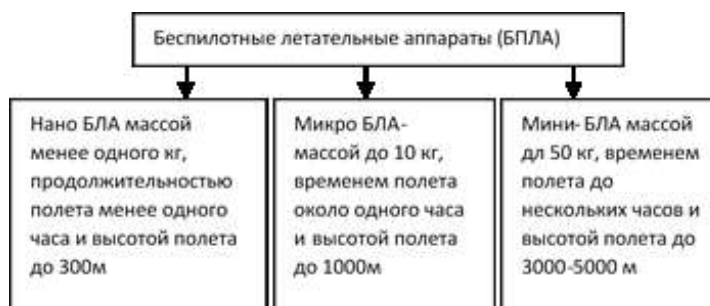 Беспилотные летательные аппараты (БПЛА)
Нано БЛА массой
менее одного кг,
продолжительностью
полета менее одного
часа и высотой полета
до 300м
Микро БЛА-
массой до 10 кг,
временем полета
около одного часа
и высотой полета
до 1000м
Мини- БЛА массой
дл 50 кг, временем
полета до
нескольких часов и
высотой полета до
3000-5000 м